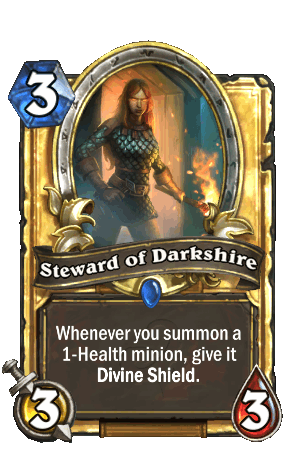 3
Steward of Darkshire
Whenever you summon a
1-Health minion, give it
Divine Shield.
3
3